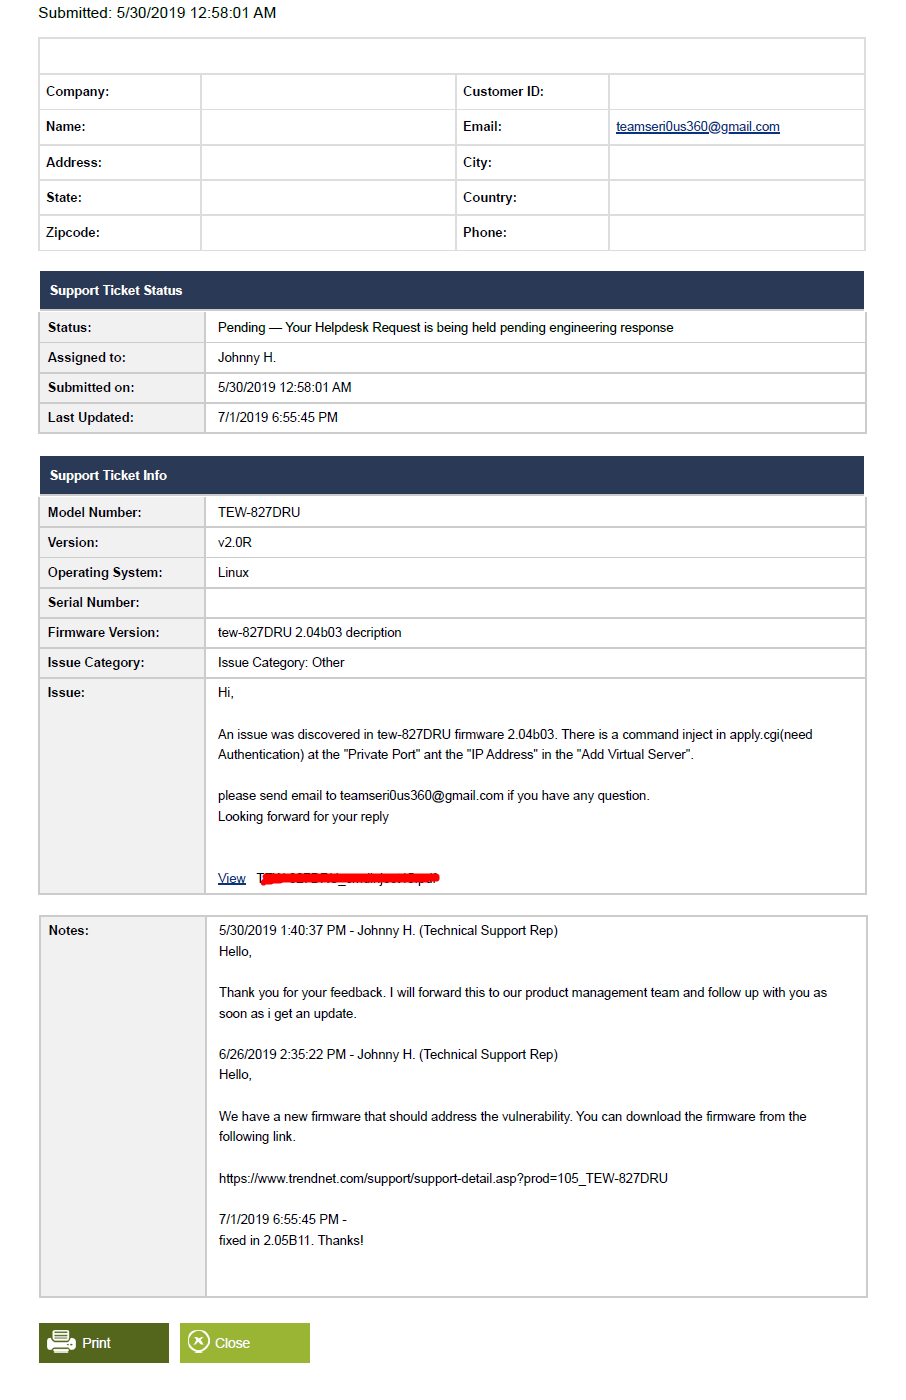 Submitted: 5/30/2019 12:58:01 AM
Company:
Customer ID:
Name:
Email: teamseri0us360@gmail.com
Address:
City:
State:
Country:
Zipcode:
Phone:
Support Ticket Status
Status: Pending — Your Helpdesk Request is being held pending engineering response
Assigned to: Johnny H.
Submitted on: 5/30/2019 12:58:01 AM
Last Updated: 7/1/2019 6:55:45 PM
Support Ticket Info
Model Number: TEW-827DRU
Version: v2.0R
Operating System: Linux
Serial Number:
Firmware Version: tew-827DRU 2.04b03 decription
Issue Category: Issue Category: Other
Issue: Hi,
An issue was discovered in tew-827DRU firmware 2.04b03. There is a command inject in apply.cgi(need
Authentication) at the "Private Port" ant the "IP Address" in the "Add Virtual Server".
please send email to teamseri0us360@gmail.com if you have any question.
Looking forward for your reply
View
Notes: 5/30/2019 1:40:37 PM - Johnny H. (Technical Support Rep)
Hello,
Thank you for your feedback. I will forward this to our product management team and follow up with you as
soon as i get an update.
6/26/2019 2:35:22 PM - Johnny H. (Technical Support Rep)
Hello,
We have a new firmware that should address the vulnerability. You can download the firmware from the
following link.
https://www.trendnet.com/support/support-detail.asp?prod=105_TEW-827DRU
7/1/2019 6:55:45 PM -
fixed in 2.05B11. Thanks!
Print
Close